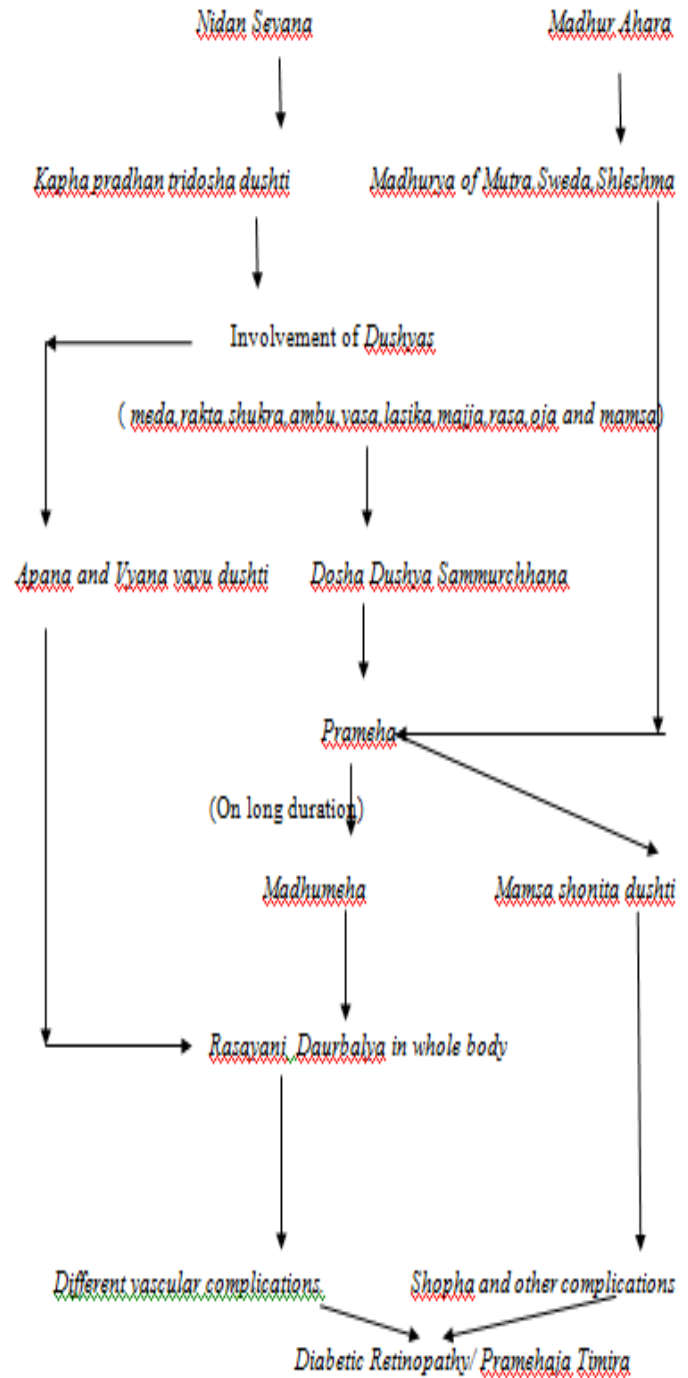 Nidan Sevana
Madhur Ahara
Kapha pradhan tridosha dushti
Madhurya of Mutra,Sweda,Shleshma
Involvement of Dushyas
( meda,rakta,shukra,ambu,vasa,lasika,majja,rasa,oja and mamsa)
Apana and Vyana vayu dushti
Dosha Dushya Sammurchhana
Prameha
(On long duration)
Madhumeha
Mamsa shonita dushti
Rasayani, Daurbalya in whole body
Different vascular complications.
Shopha and other complications
Diabetic Retinopathy/ Pramehaja Timira